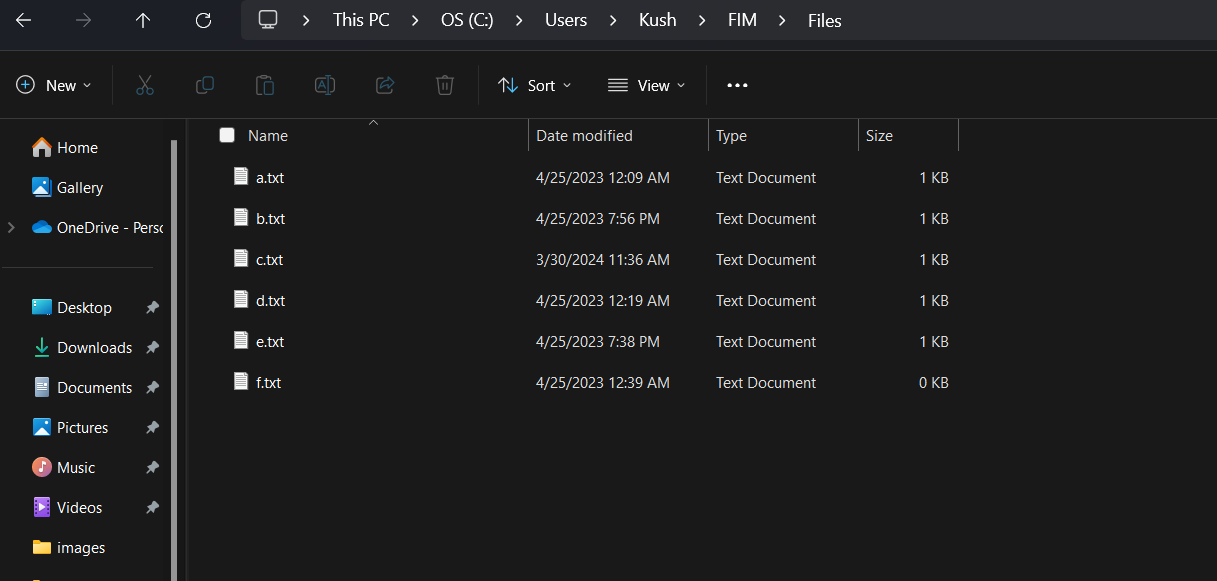 This PC > OS (C:) > Users > Kush > FIM > Files
New Sort View
Name Date modified Type Size
Home
Gallery
OneDrive - Perso
Desktop
Downloads
Documents
Pictures
Music
Videos
images
a.txt 4/25/2023 12:09 AM Text Document 1 KB
b.txt 4/25/2023 7:56 PM Text Document 1 KB
c.txt 3/30/2024 11:36 AM Text Document 1 KB
d.txt 4/25/2023 12:19 AM Text Document 1 KB
e.txt 4/25/2023 7:38 PM Text Document 1 KB
f.txt 4/25/2023 12:39 AM Text Document 0 KB